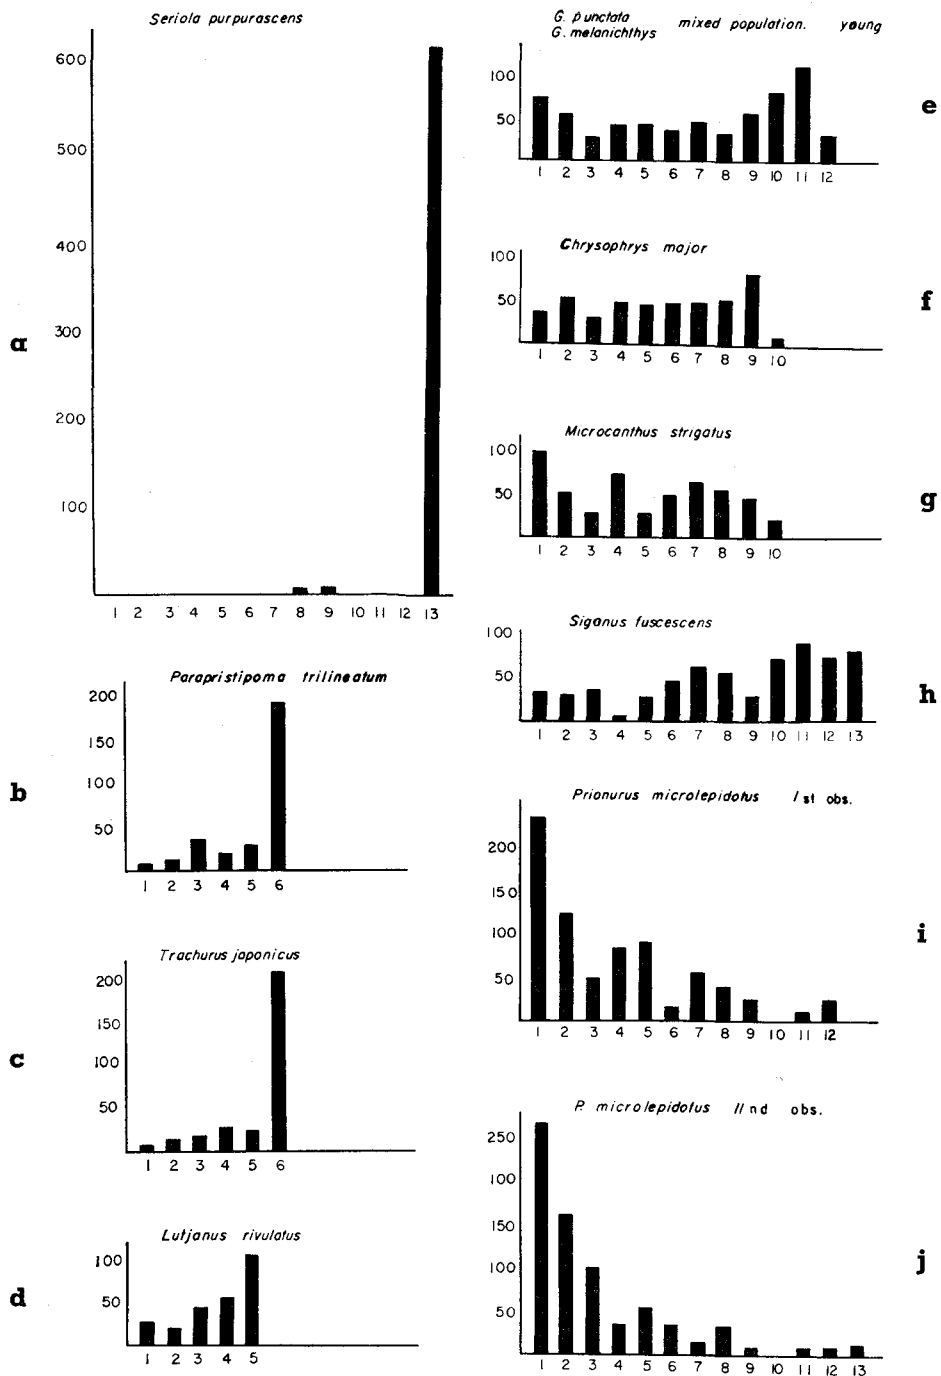 Seriola purpurascens
600
500
400
300
200
100
1 2 3 4 5 6 7 8 9 10 11 12 13
a
Parapristipoma trilineatum
200
150
100
50
1 2 3 4 5 6
b
Trachurus japonicus
200
150
100
50
1 2 3 4 5 6
c
Lutjanus rivulatus
100
50
1 2 3 4 5
d
G. punctata
G. melanichthys mixed population. young
100
50
1 2 3 4 5 6 7 8 9 10 11 12
e
Chrysophrys major
100
50
1 2 3 4 5 6 7 8 9 10
f
Microcanthus strigatus
100
50
1 2 3 4 5 6 7 8 9 10
g
Siganus fuscescens
100
50
1 2 3 4 5 6 7 8 9 10 11 12 13
h
Prionurus microlepidotus I st obs.
200
150
100
50
1 2 3 4 5 6 7 8 9 10 11 12
i
P. microlepidotus II nd obs.
250
100
150
100
50
1 2 3 4 5 6 7 8 9 10 11 12 13
j